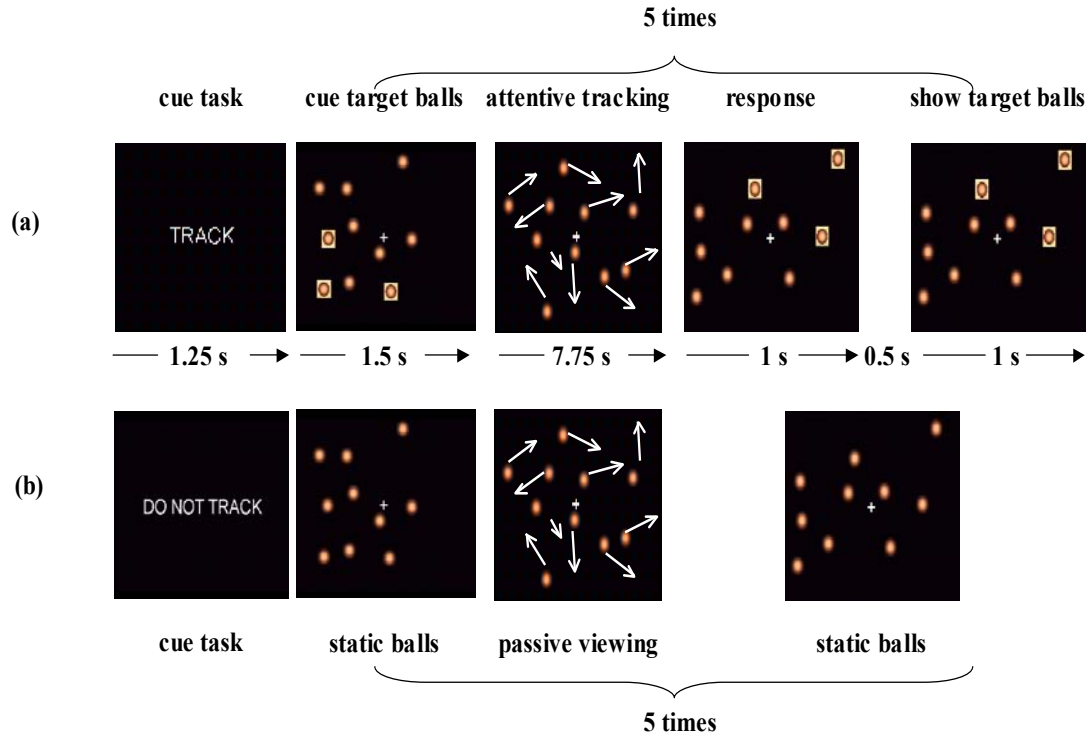 5 times
cue task cue target balls attentive tracking response show target balls
(a)
TRACK
1.25 s 1.5 s 7.75 s 1 s 0.5 s 1 s
(b)
DO NOT TRACK
cue task static balls passive viewing static balls
5 times